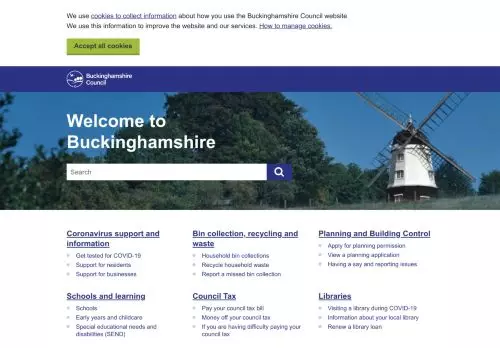 We use cookies to collect information about how you use the Buckinghamshire Council website
We use this information to improve the website and our services. How to manage cookies.
Accept all cookies
Buckinghamshire
Council
Welcome to
Buckinghamshire
Search
Coronavirus support and
information
Get tested for COVID-19
Support for residents
Support for businesses
Bin collection, recycling and
waste
Household bin collections
Recycle household waste
Report a missed bin collection
Planning and Building Control
Apply for planning permission
View a planning application
Having a say and reporting issues
Schools and learning
Schools
Early years and childcare
Special educational needs and
disabilities (SEND)
Council Tax
Pay your council tax bill
Money off your council tax
If you are having difficulty paying your
council tax
Libraries
Visiting a library during COVID-19
Information about your local library
Renew a library loan